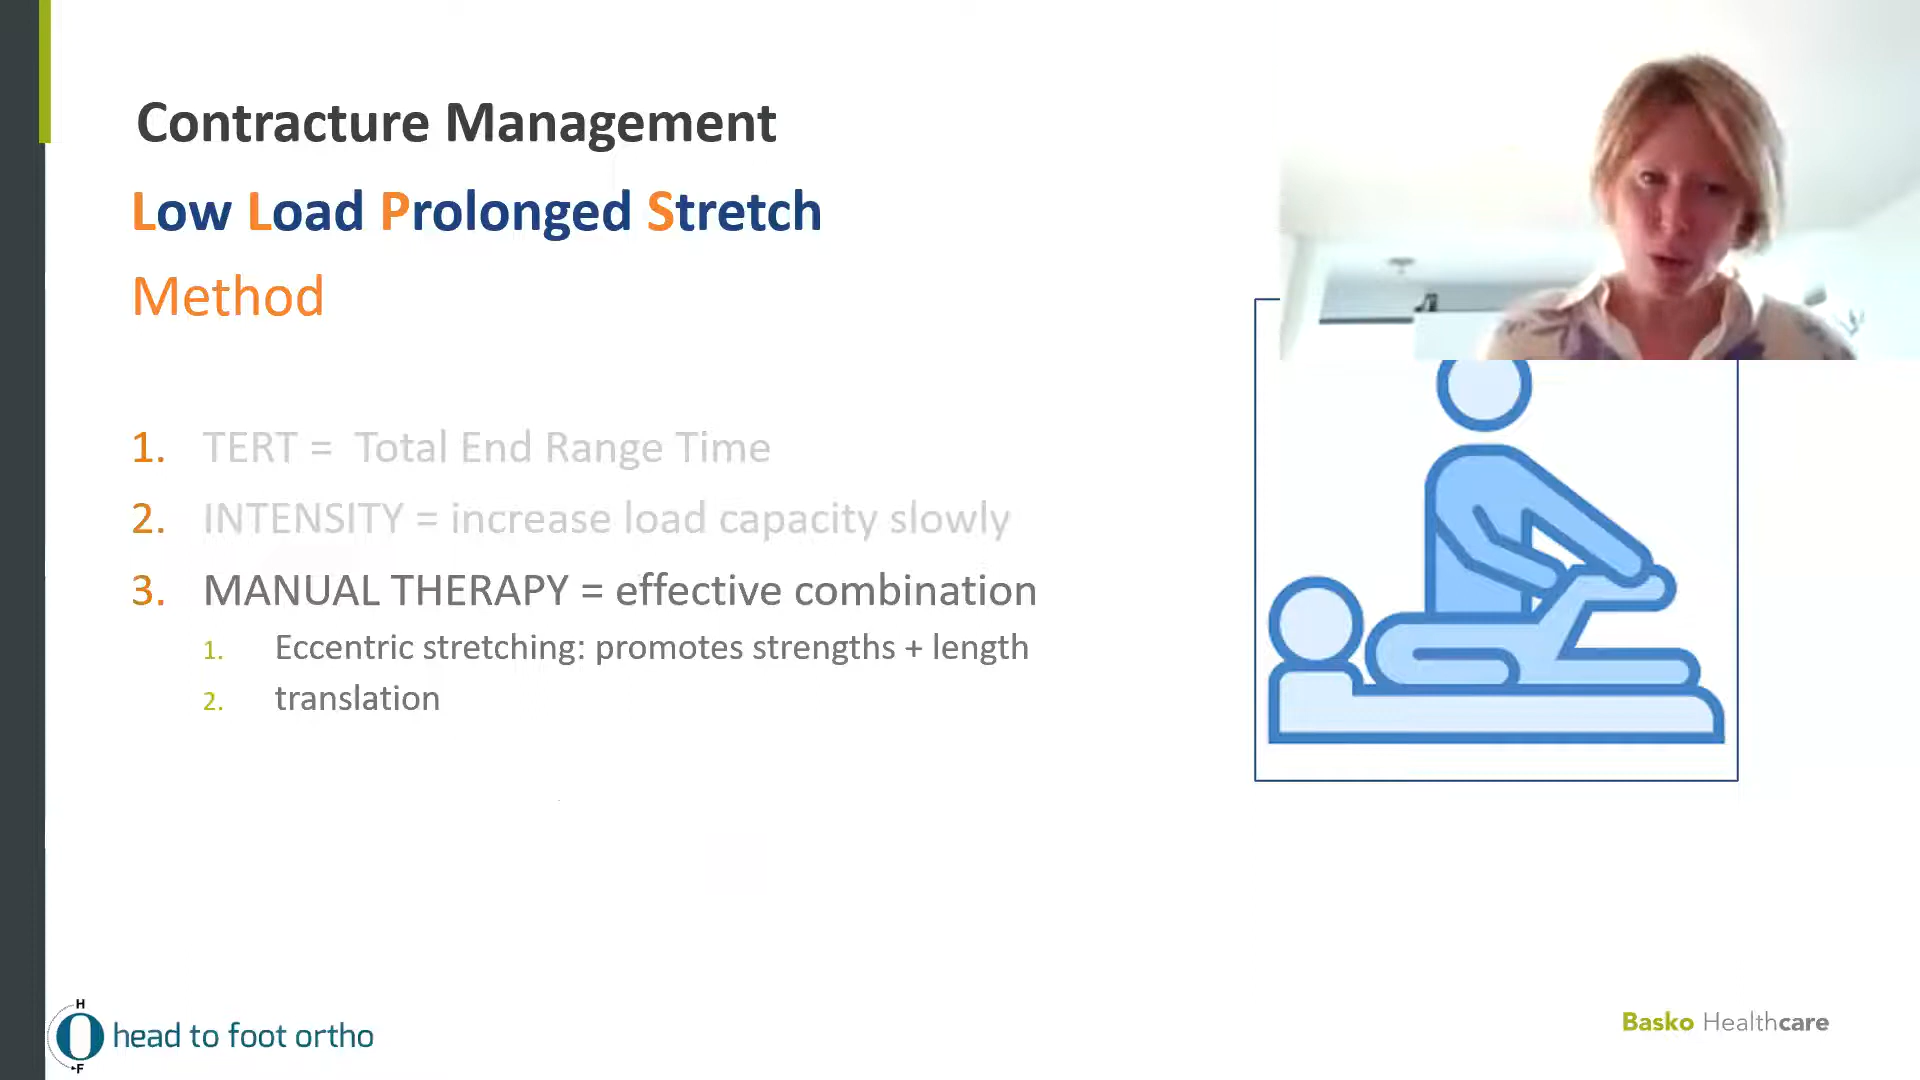 Contracture Management
Low Load Prolonged Stretch
Method
1. TERT = Total End Range Time
2. INTENSITY = increase load capacity slowly
3. MANUAL THERAPY = effective combination
1. Eccentric stretching: promotes strengths + length
2. translation
H
F
head to foot ortho
Basko Healthcare